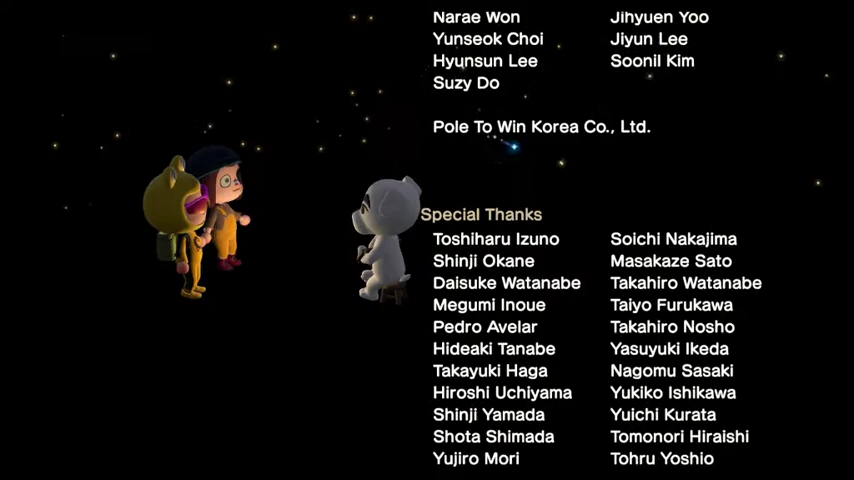 Narae Won Jihyuen Yoo
Yunseok Choi Jiyun Lee
Hyunsun Lee Soonil Kim
Suzy Do
Pole To Win Korea Co., Ltd.
Special Thanks
Toshiharu Izuno Soichi Nakajima
Shinji Okane Masakaze Sato
Daisuke Watanabe Takahiro Watanabe
Megumi Inoue Taiyo Furukawa
Pedro Avelar Takahiro Nosho
Hideaki Tanabe Yasuyuki Ikeda
Takayuki Haga Nagomu Sasaki
Hiroshi Uchiyama Yukiko Ishikawa
Shinji Yamada Yuichi Kurata
Shota Shimada Tomonori Hiraishi
Yujiro Mori Tohru Yoshio